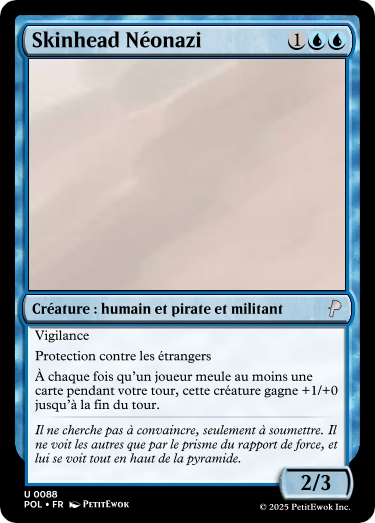 Skinhead Néonazi 1
Créature : humain et pirate et militant
Vigilance
Protection contre les étrangers
À chaque fois qu'un joueur meule au moins une
carte pendant votre tour, cette créature gagne +1/+0
jusqu'à la fin du tour.
Il ne cherche pas à convaincre, seulement à soumettre. Il
ne voit les autres que par le prisme du rapport de force, et
lui se voit tout en haut de la pyramide.
2/3
U 0088
POL • FR PetitEwok
© 2025 PetitEwok Inc.